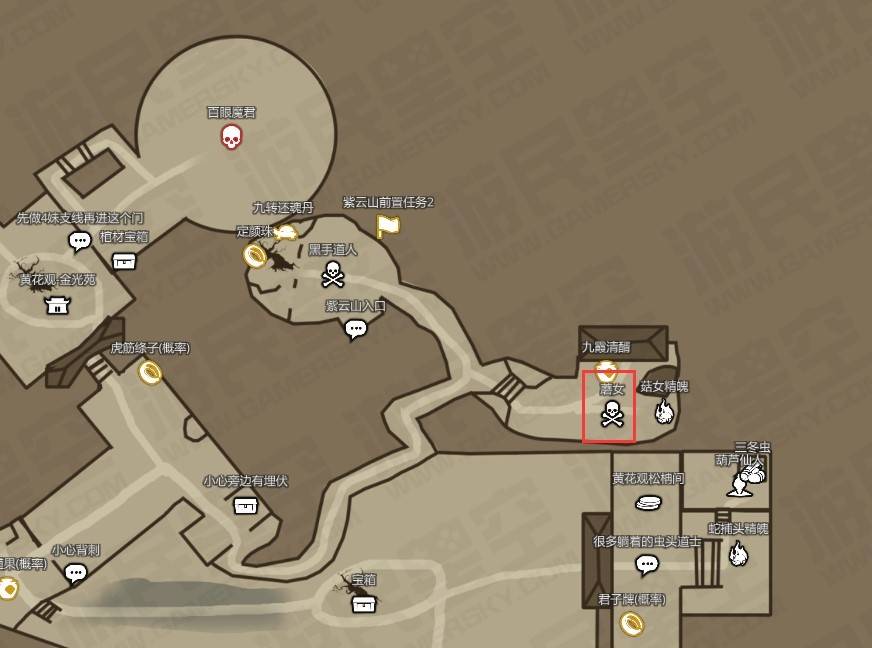 百眼魔君
九转还魂丹
紫云山前置任务2
先做4妹支线再进这个门
棺材宝箱
定颜珠
黑手道人
黄花观-金光苑
紫云山入口
虎筋绦子(概率)
九霞清醑
蘑女
菇女精魄
三冬虫
葫芦仙人
小心旁边有埋伏
黄花观松柟间
蛇捕头精魄
很多躺着的虫头道士
小心背刺
果(概率)
宝箱
君子牌(概率)